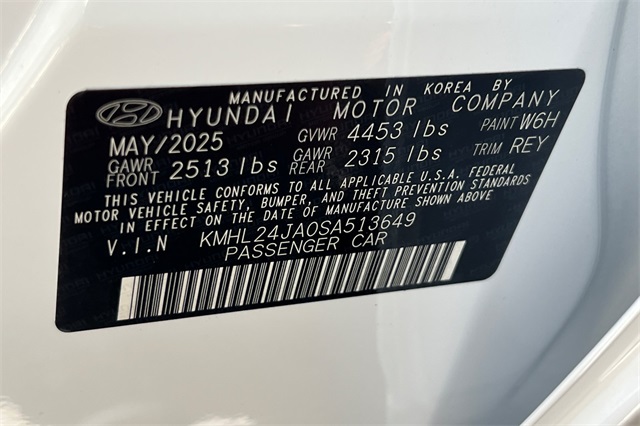 MANUFACTURED IN KOREA BY
HYUNDAI MOTOR COMPANY
MAY/2025 GVWR 4453 lbs PAINT W6H
GAWR FRONT 2513 lbs GAWR REAR 2315 lbs TRIM REY
THIS VEHICLE CONFORMS TO ALL APPLICABLE U.S.A. FEDERAL
MOTOR VEHICLE SAFETY, BUMPER, AND THEFT PREVENTION STANDARDS
IN EFFECT ON THE DATE OF MANUFACTURE SHOWN ABOVE.
V.I.N KMHL24JA0SA513649
PASSENGER CAR